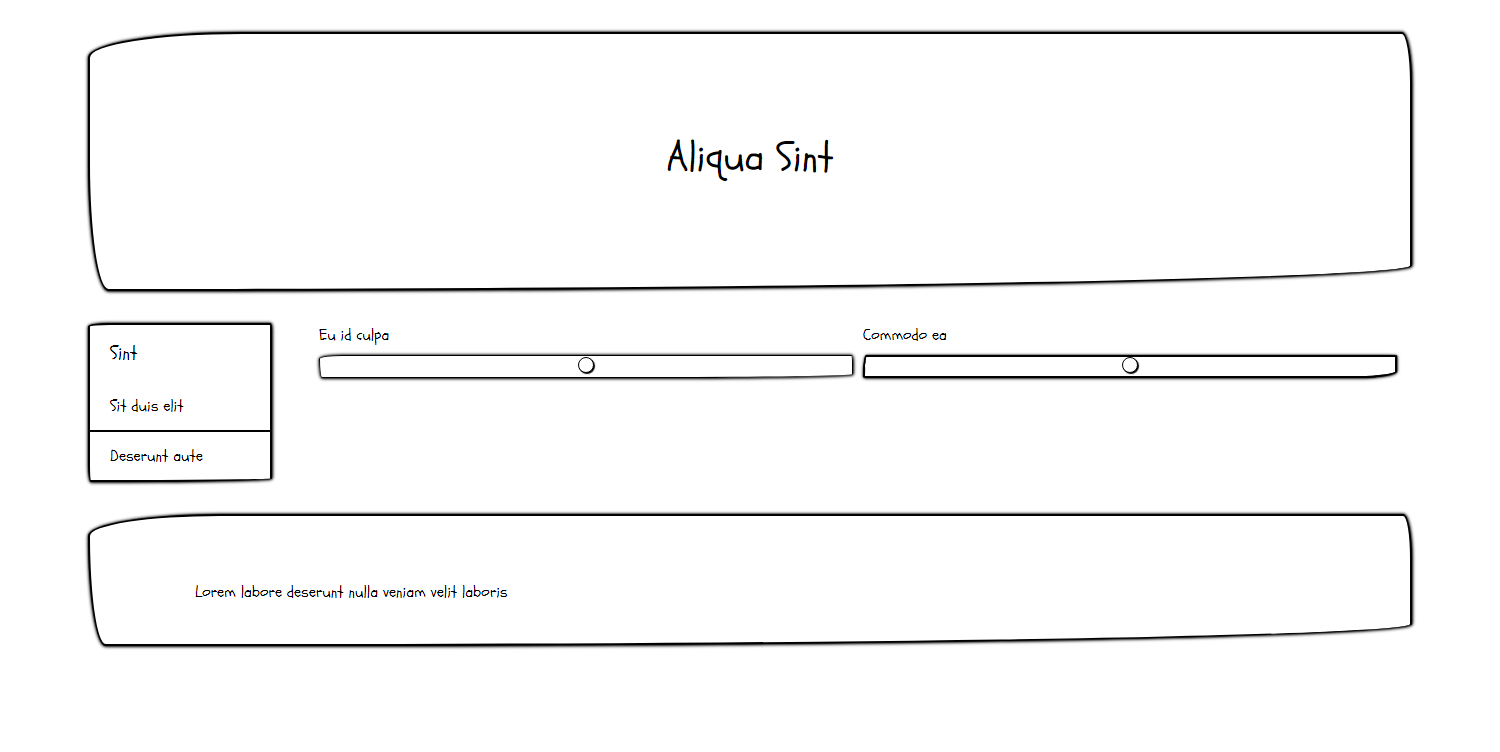 Aliqua Sint
Sint
Sit duis elit
Deserunt aute
Eu id culpa
Commodo ea
Lorem labore deserunt nulla veniam velit laboris